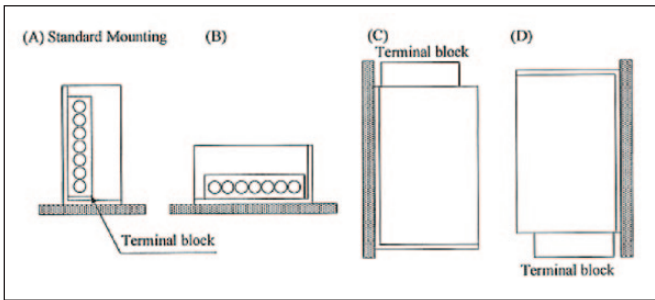 (A) Standard Mounting
(B)
(C)
(D)
Terminal block
Terminal block
Terminal block